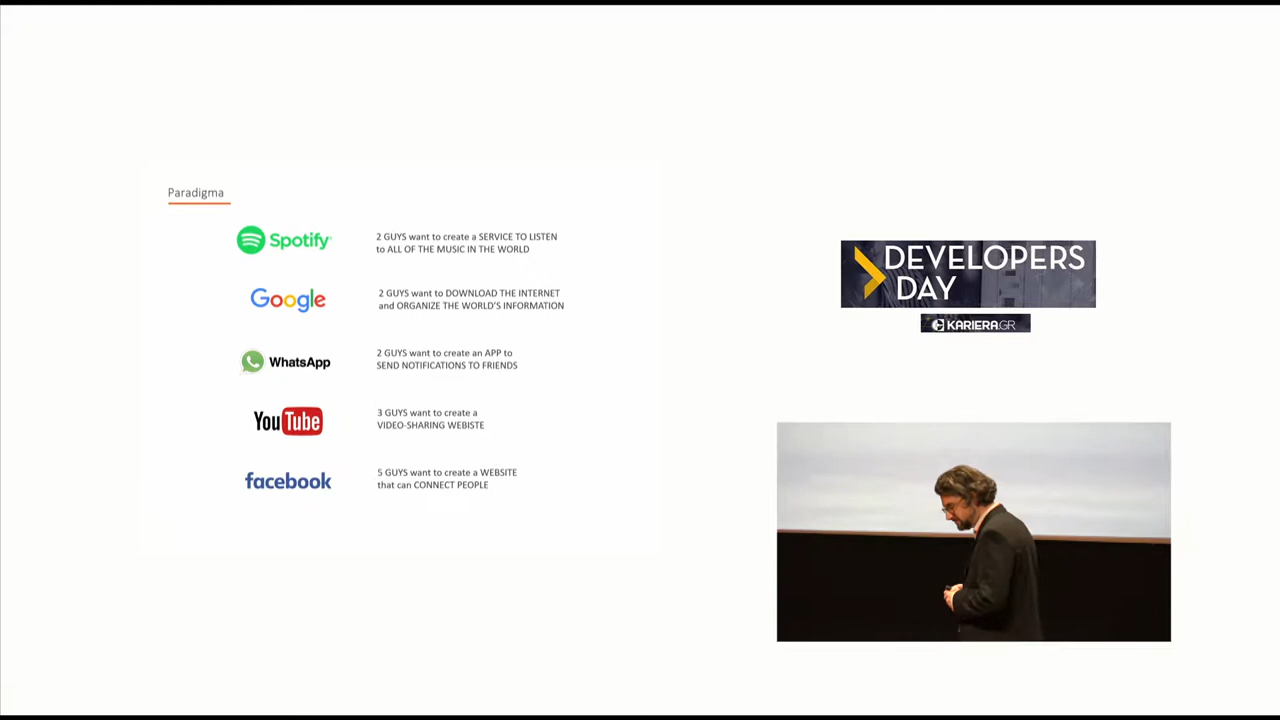 Paradigma
Spotify
2 GUYS want to create a SERVICE TO LISTEN
to ALL OF THE MUSIC IN THE WORLD
Google
2 GUYS want to DOWNLOAD THE INTERNET
and ORGANIZE THE WORLD'S INFORMATION
WhatsApp
2 GUYS want to create an APP to
SEND NOTIFICATIONS TO FRIENDS
YouTube
3 GUYS want to create a
VIDEO-SHARING WEBISTE
facebook
5 GUYS want to create a WEBSITE
that can CONNECT PEOPLE
DEVELOPERS
DAY
KARIERA.GR